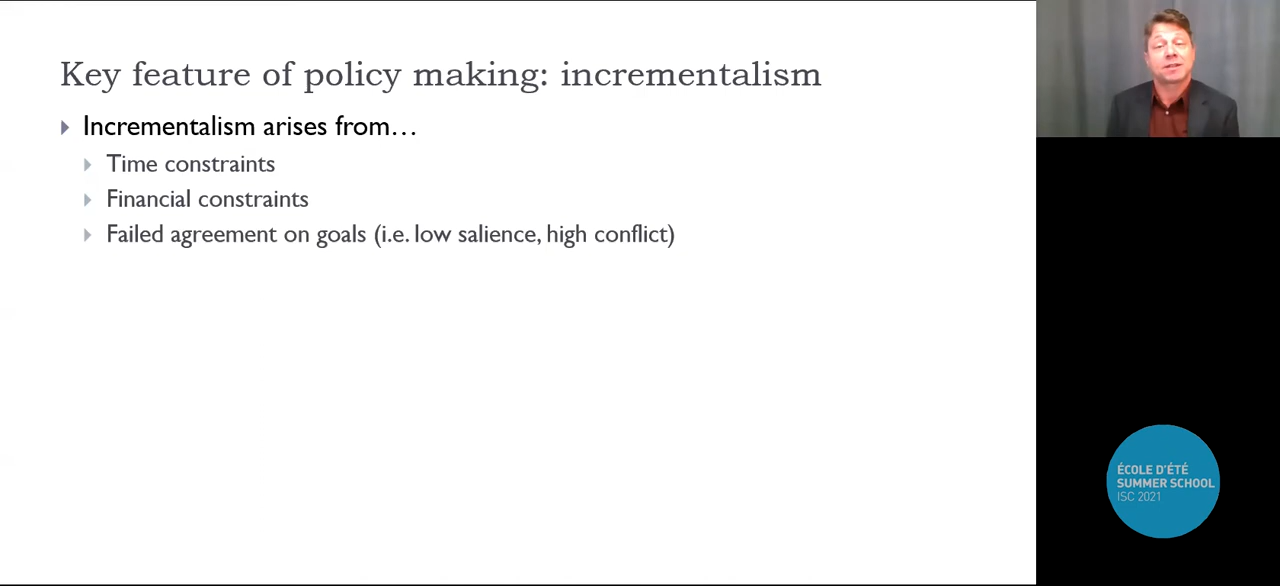 Key feature of policy making: incrementalism
Incrementalism arises from…
Time constraints
Financial constraints
Failed agreement on goals (i.e. low salience, high conflict)
ÉCOLE D'ÉTÉ
SUMMER SCHOOL
ISC 2021